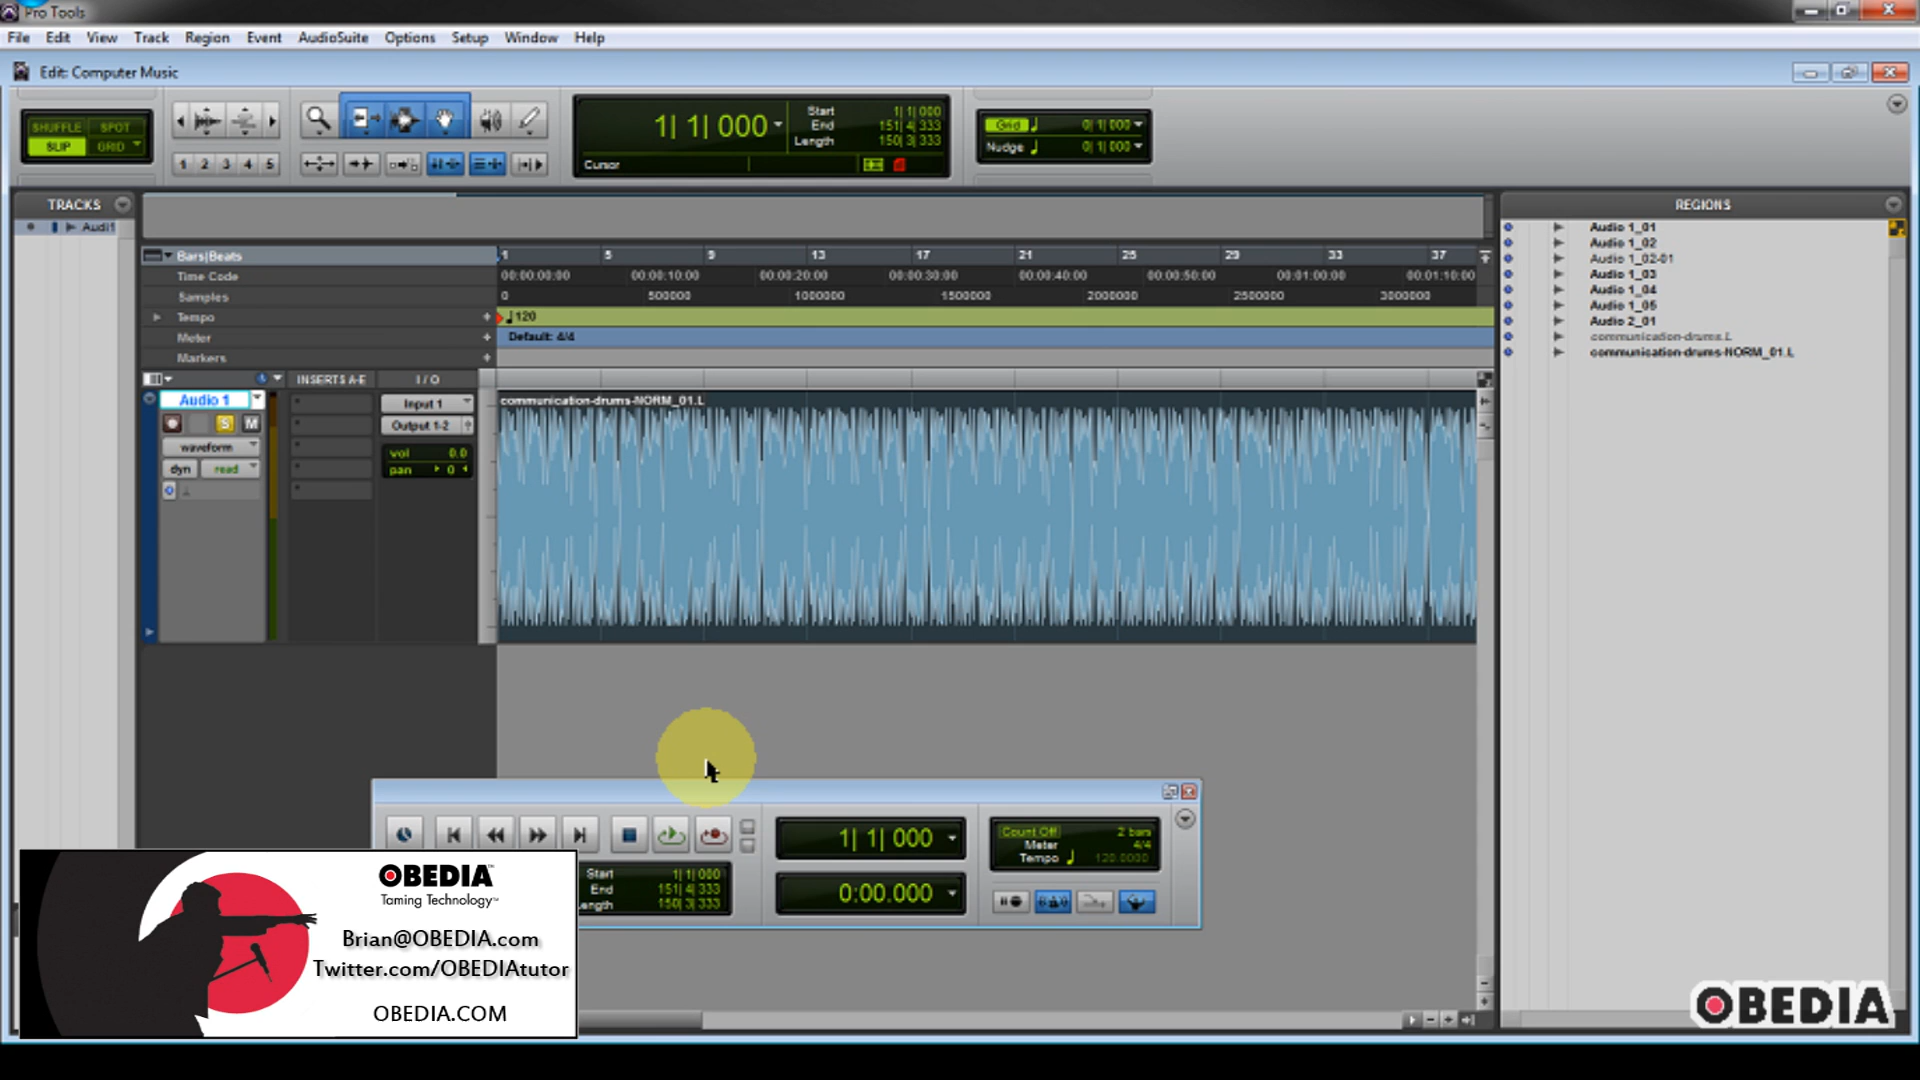 Pro Tools
File Edit View Track Region Event AudioSuite Options Setup Window Help
Edit: Computer Music
SHUFFLE SPOT
SLIP GRID
1 2 3 4 5
1| 1| 000
Start 1| 1| 000
End 151| 4| 333
Length 150| 3| 333
Cursor
Grid 0| 1| 000
Nudge 0| 1| 000
TRACKS
Audi1
REGIONS
Audio 1_01
Audio 1_02
Audio 1_02-01
Audio 1_03
Audio 1_04
Audio 1_05
Audio 2_01
communication-drums.L
communication-drums-NORM_01.L
Bars|Beats 1 5 9 13 17 21 25 29 33 37
Time Code 00:00:00:00 00:00:10:00 00:00:20:00 00:00:30:00 00:00:40:00 00:00:50:00 00:01:00:00 00:01:10:00
Samples 0 500000 1000000 1500000 2000000 2500000 3000000
Tempo 120
Meter Default: 4/4
Markers
INSERTS A-E I / O
Audio 1
S M
waveform
dyn read
Input 1
Output 1-2
vol 0.0
pan 0
communication-drums-NORM_01.L
1| 1| 000
0:00.000
Start 1| 1| 000
End 151| 4| 333
ength 150| 3| 333
Count Off 2 bars
Meter 4/4
Tempo 120.0000
OBEDIA™
Taming Technology™
Brian@OBEDIA.com
Twitter.com/OBEDIAtutor
OBEDIA.COM
OBEDIA